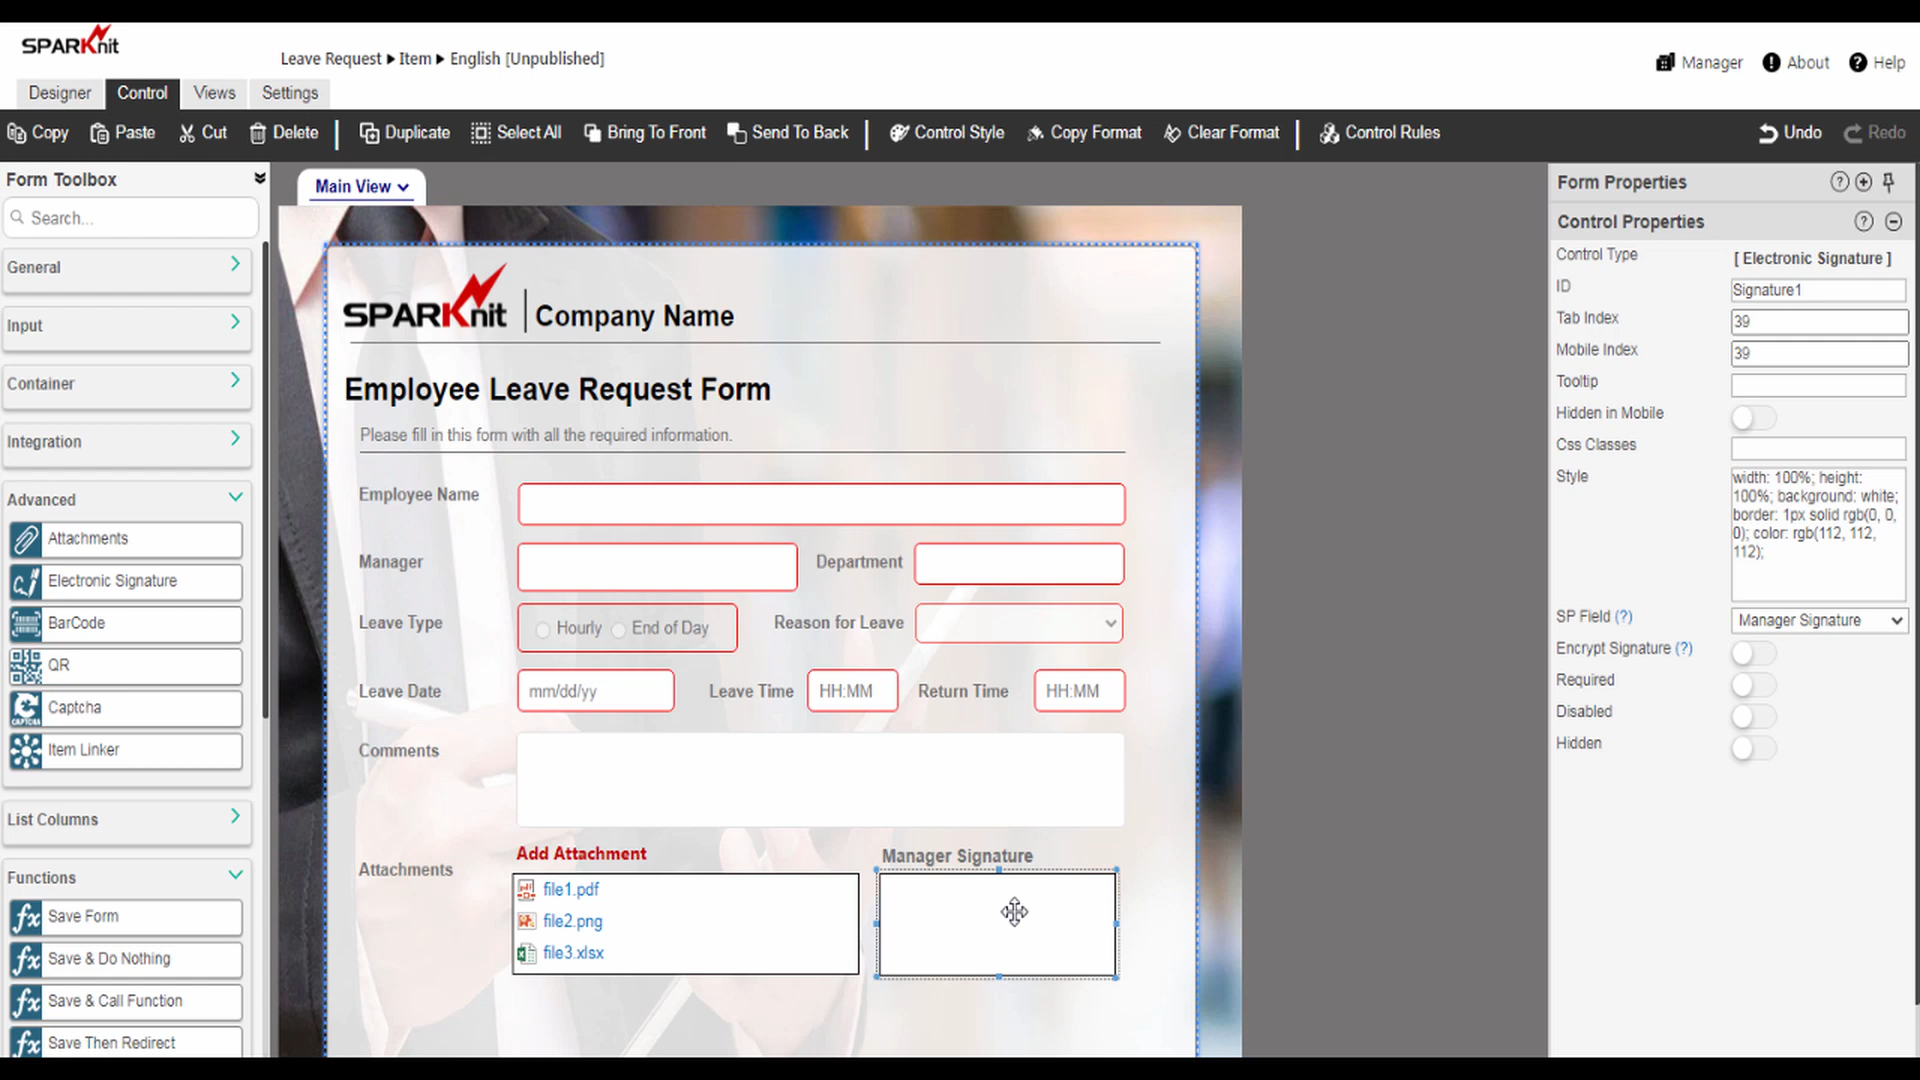 SPARKnit
Leave Request ▶ Item ▶ English [Unpublished]
Manager
About
Help
Designer
Control
Views
Settings
Copy
Paste
Cut
Delete
Duplicate
Select All
Bring To Front
Send To Back
Control Style
Copy Format
Clear Format
Control Rules
Undo
Redo
Form Toolbox
Search...
General
Input
Container
Integration
Advanced
Attachments
Electronic Signature
BarCode
QR
Captcha
Item Linker
List Columns
Functions
fx Save Form
fx Save & Do Nothing
fx Save & Call Function
fx Save Then Redirect
Main View
SPARKnit
Company Name
Employee Leave Request Form
Please fill in this form with all the required information.
Employee Name
Manager
Department
Leave Type
Hourly
End of Day
Reason for Leave
Leave Date
mm/dd/yy
Leave Time
HH:MM
Return Time
HH:MM
Comments
Attachments
Add Attachment
file1.pdf
file2.png
file3.xlsx
Manager Signature
Form Properties
Control Properties
Control Type
[ Electronic Signature ]
ID
Signature1
Tab Index
39
Mobile Index
39
Tooltip
Hidden in Mobile
Css Classes
Style
width: 100%; height:
100%; background: white;
border: 1px solid rgb(0, 0,
0); color: rgb(112, 112,
112);
SP Field (?)
Manager Signature
Encrypt Signature (?)
Required
Disabled
Hidden